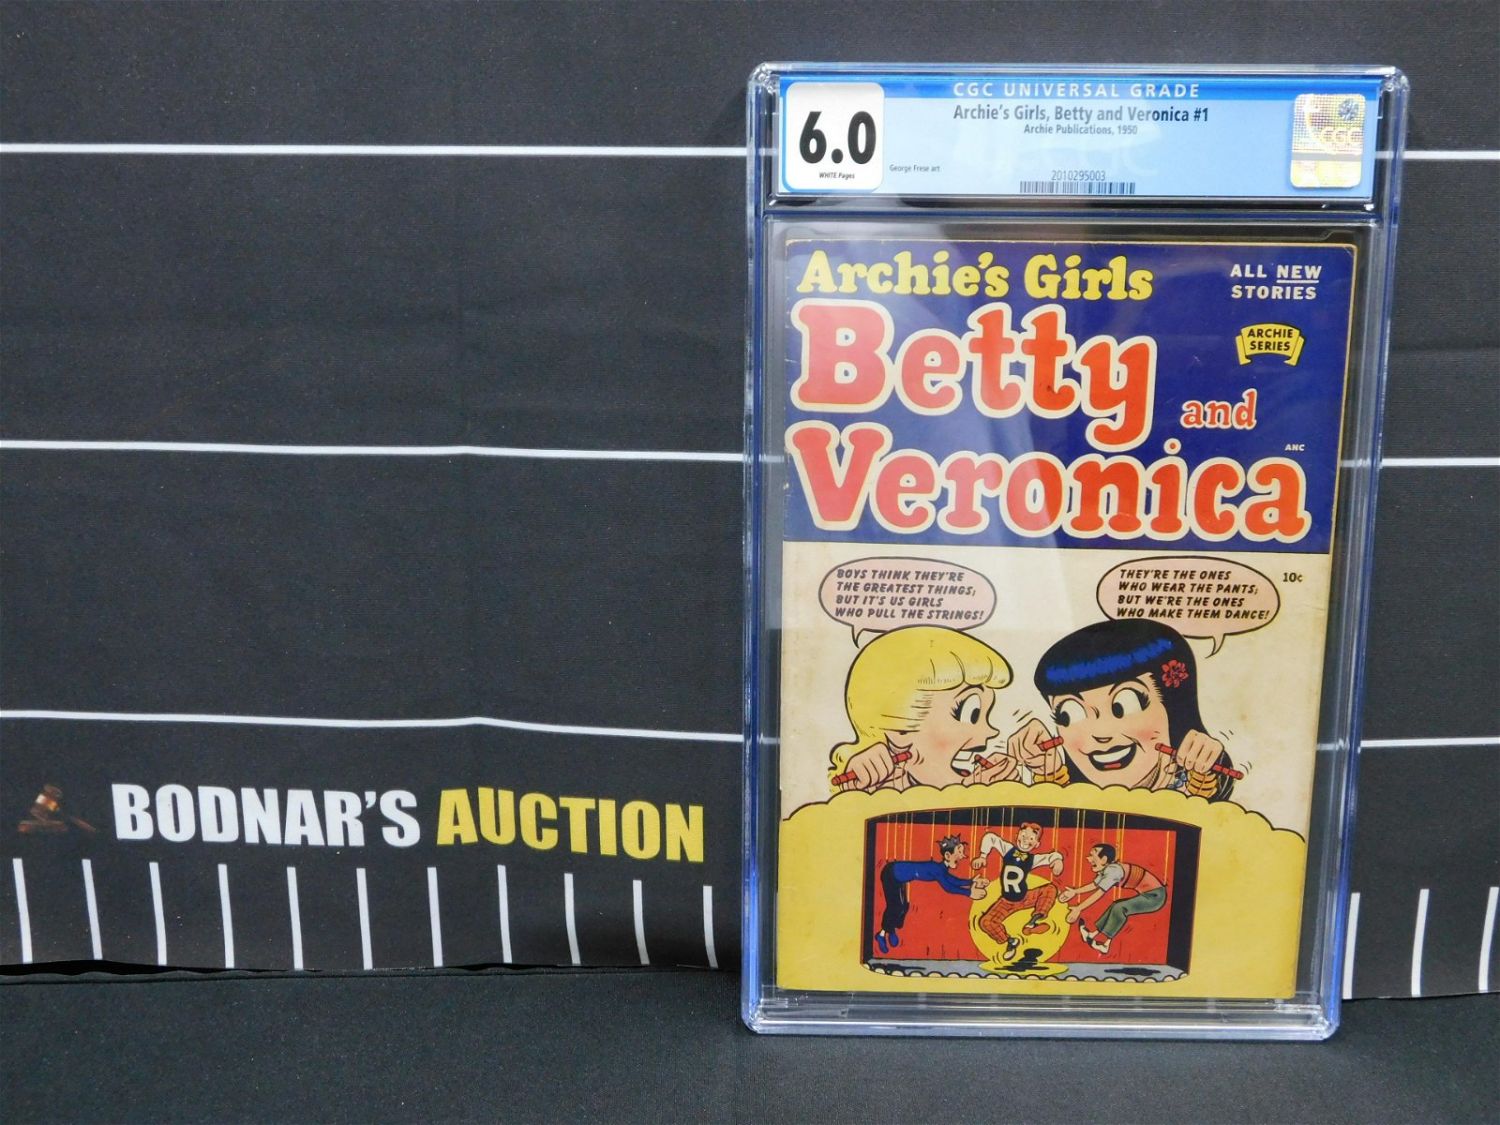 CGC UNIVERSAL GRADE
Archie's Girls, Betty and Veronica #1
Archie Publications, 1950
6.0
WHITE Pages
George Frese art
2010295003
CGC
Archie's Girls
Betty and
Veronica
ALL NEW
STORIES
ARCHIE
SERIES
ANC
10¢
BOYS THINK THEY'RE
THE GREATEST THINGS;
BUT IT'S US GIRLS
WHO PULL THE STRINGS!
THEY'RE THE ONES
WHO WEAR THE PANTS;
BUT WE'RE THE ONES
WHO MAKE THEM DANCE!
R
BODNAR'S AUCTION